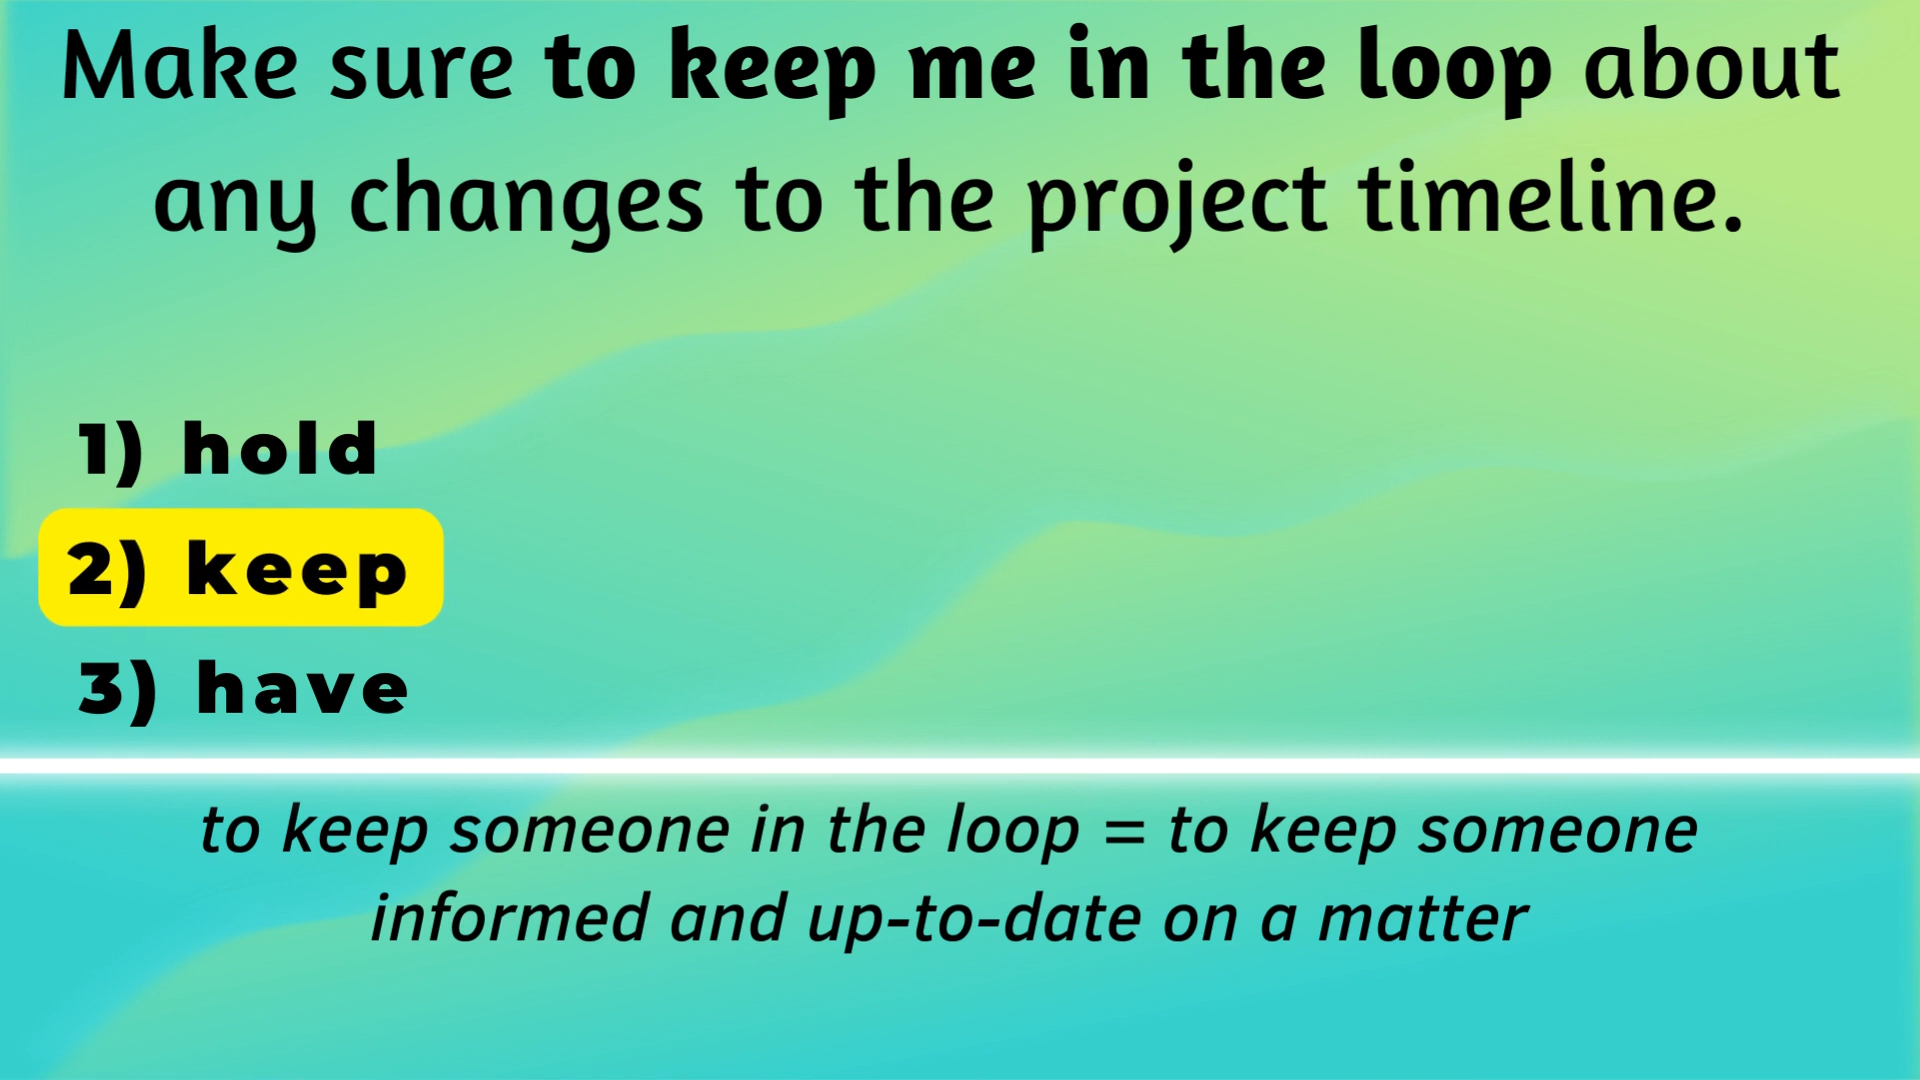 Make sure to keep me in the loop about
any changes to the project timeline.
1) hold
2) keep
3) have
to keep someone in the loop = to keep someone
informed and up-to-date on a matter